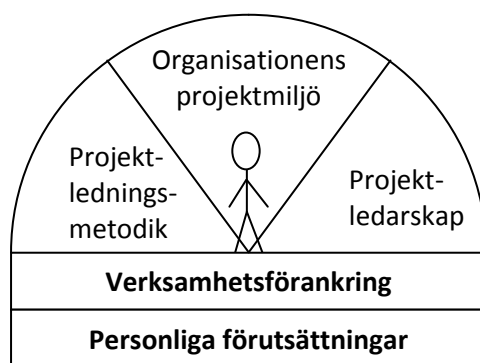 Organisationens
projektmiljö
Projekt-
lednings-
metodik
Projekt-
ledarskap
Verksamhetsförankring
Personliga förutsättningar